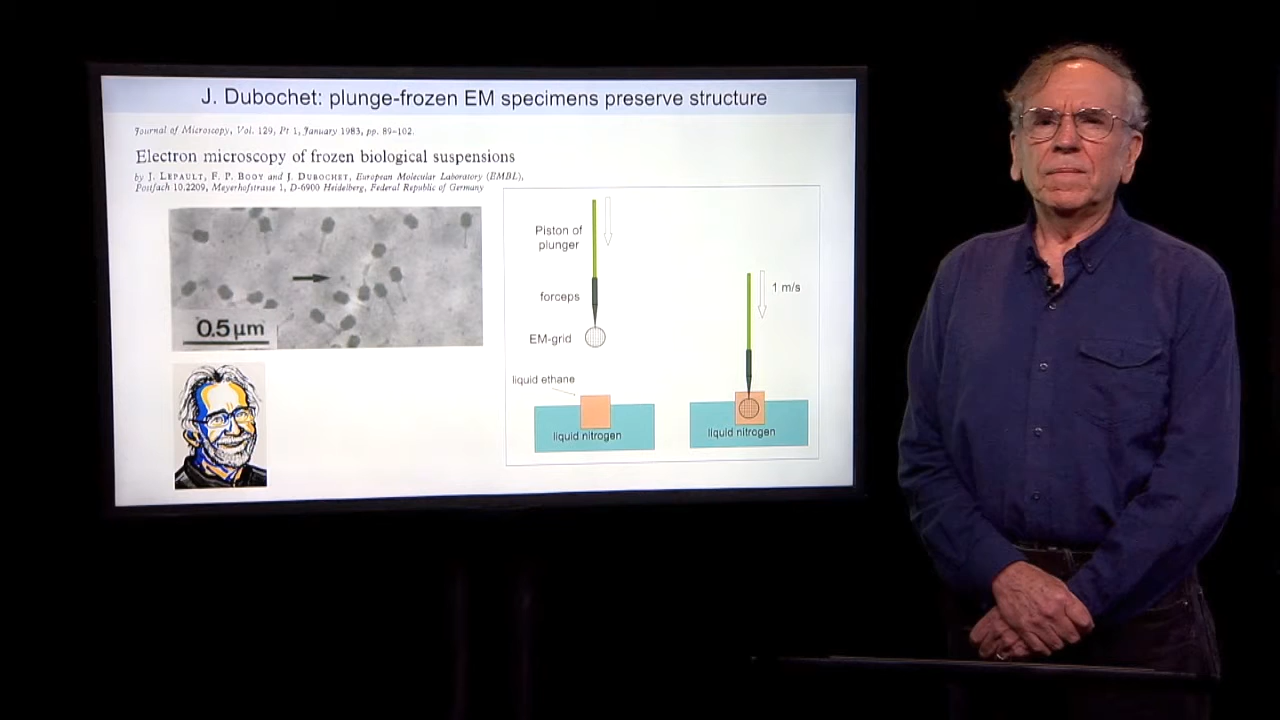 J. Dubochet: plunge-frozen EM specimens preserve structure
Journal of Microscopy, Vol. 129, Pt 1, January 1983, pp. 89–102.
Electron microscopy of frozen biological suspensions
by J. LEPAULT, F. P. BOOY and J. DUBOCHET, European Molecular Laboratory (EMBL),
Postfach 10.2209, Meyerhofstrasse 1, D-6900 Heidelberg, Federal Republic of Germany
0.5 µm
Piston of
plunger
forceps
EM-grid
liquid ethane
liquid nitrogen
1 m/s
liquid nitrogen